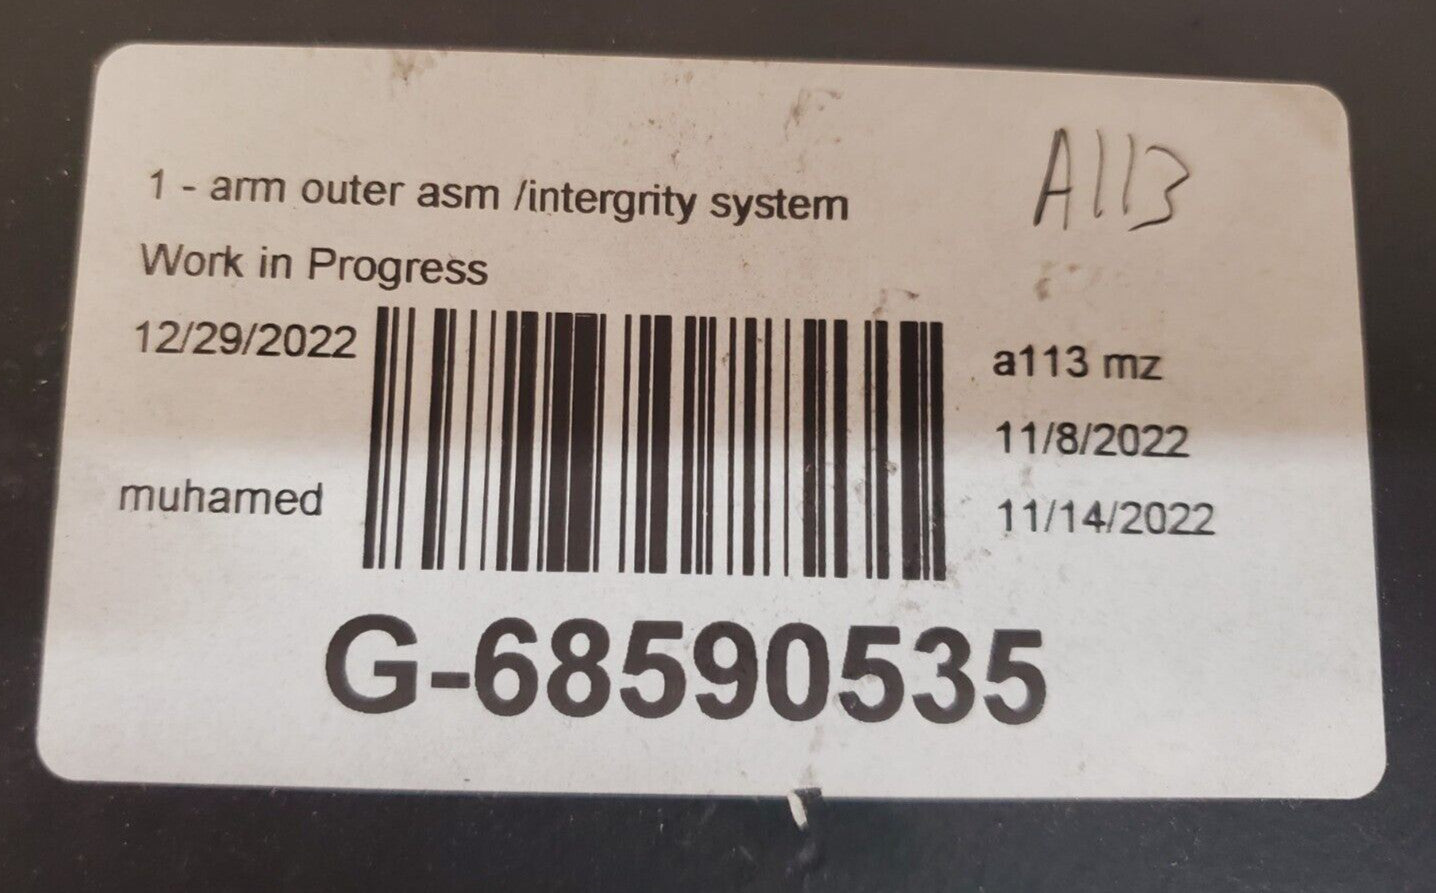 A113
1 - arm outer asm /intergrity system
Work in Progress
12/29/2022
a113 mz
11/8/2022
muhamed
11/14/2022
G-68590535